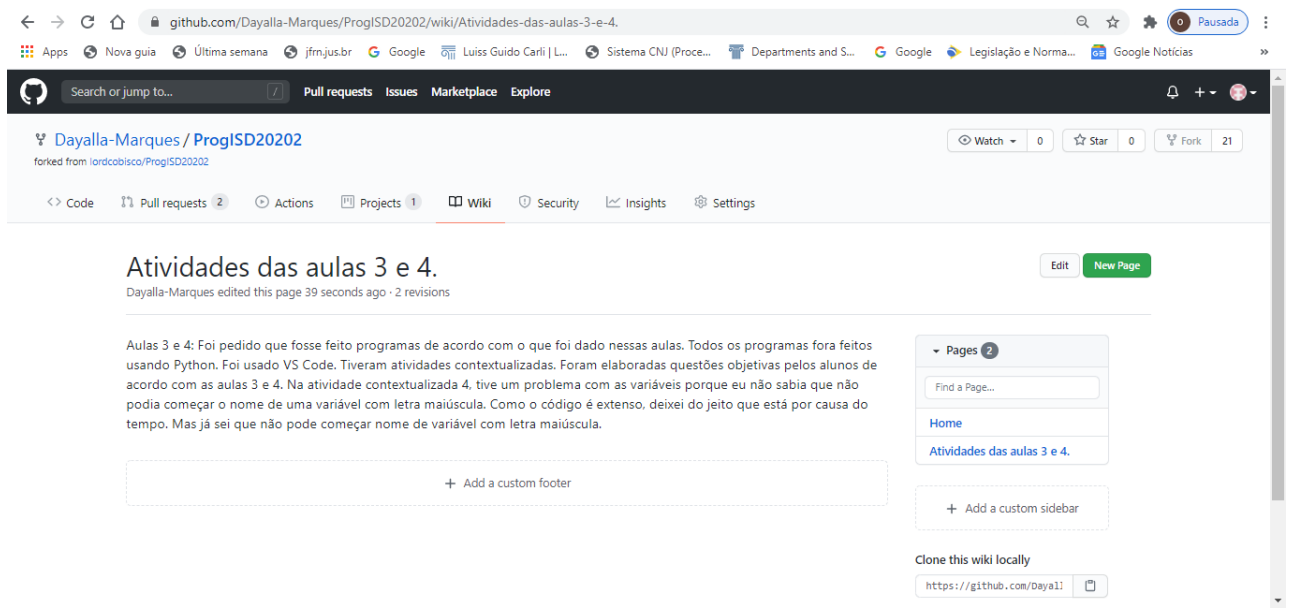 github.com/Dayalla-Marques/ProgISD20202/wiki/Atividades-das-aulas-3-e-4.
o Pausada
Apps Nova guia Última semana jfrn.jus.br Google Luiss Guido Carli | L... Sistema CNJ (Proce... Departments and S... Google Legislação e Norma... Google Notícias »
Search or jump to... / Pull requests Issues Marketplace Explore
Dayalla-Marques / ProgISD20202
Watch 0 Star 0 Fork 21
forked from lordcobisco/ProgISD20202
Code Pull requests 2 Actions Projects 1 Wiki Security Insights Settings
Atividades das aulas 3 e 4.
Edit New Page
Dayalla-Marques edited this page 39 seconds ago · 2 revisions
Aulas 3 e 4: Foi pedido que fosse feito programas de acordo com o que foi dado nessas aulas. Todos os programas fora feitos
usando Python. Foi usado VS Code. Tiveram atividades contextualizadas. Foram elaboradas questões objetivas pelos alunos de
acordo com as aulas 3 e 4. Na atividade contextualizada 4, tive um problema com as variáveis porque eu não sabia que não
podia começar o nome de uma variável com letra maiúscula. Como o código é extenso, deixei do jeito que está por causa do
tempo. Mas já sei que não pode começar nome de variável com letra maiúscula.
+ Add a custom footer
Pages 2
Find a Page...
Home
Atividades das aulas 3 e 4.
+ Add a custom sidebar
Clone this wiki locally
https://github.com/Dayall